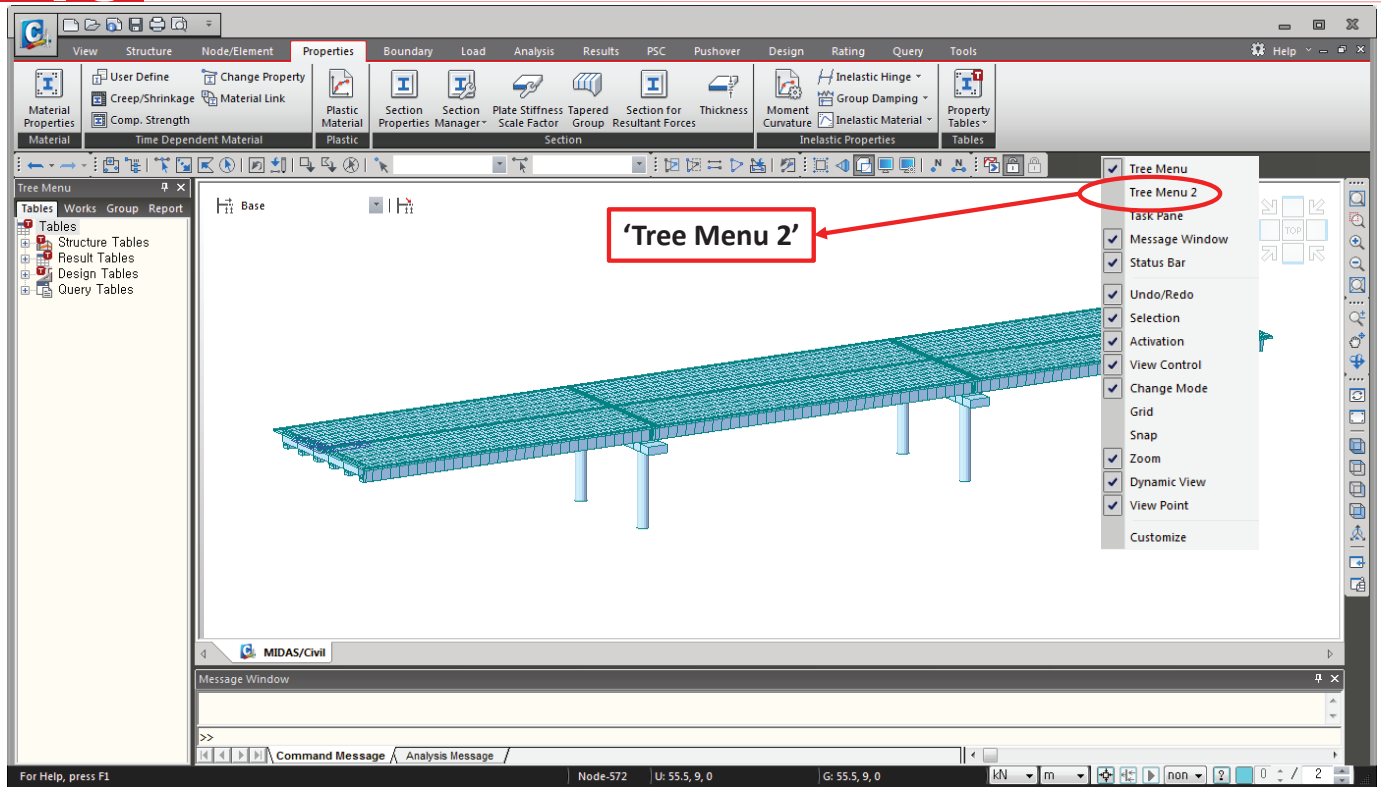 View Structure Node/Element Properties Boundary Load Analysis Results PSC Pushover Design Rating Query Tools Help
User Define Change Property Inelastic Hinge
Creep/Shrinkage Material Link Group Damping
Comp. Strength Inelastic Material
Material Properties
Plastic Material
Section Properties
Section Manager
Plate Stiffness Scale Factor
Tapered Group
Section for Resultant Forces
Thickness
Moment Curvature
Property Tables
Material Time Dependent Material Plastic Section Inelastic Properties Tables
Tree Menu
Tables Works Group Report
Tables
Structure Tables
Result Tables
Design Tables
Query Tables
Base
‘Tree Menu 2’
TOP
Tree Menu
Tree Menu 2
Task Pane
Message Window
Status Bar
Undo/Redo
Selection
Activation
View Control
Change Mode
Grid
Snap
Zoom
Dynamic View
View Point
Customize
MIDAS/Civil
Message Window
>>
Command Message Analysis Message
For Help, press F1 Node-572 U: 55.5, 9, 0 G: 55.5, 9, 0 kN m non 0 / 2